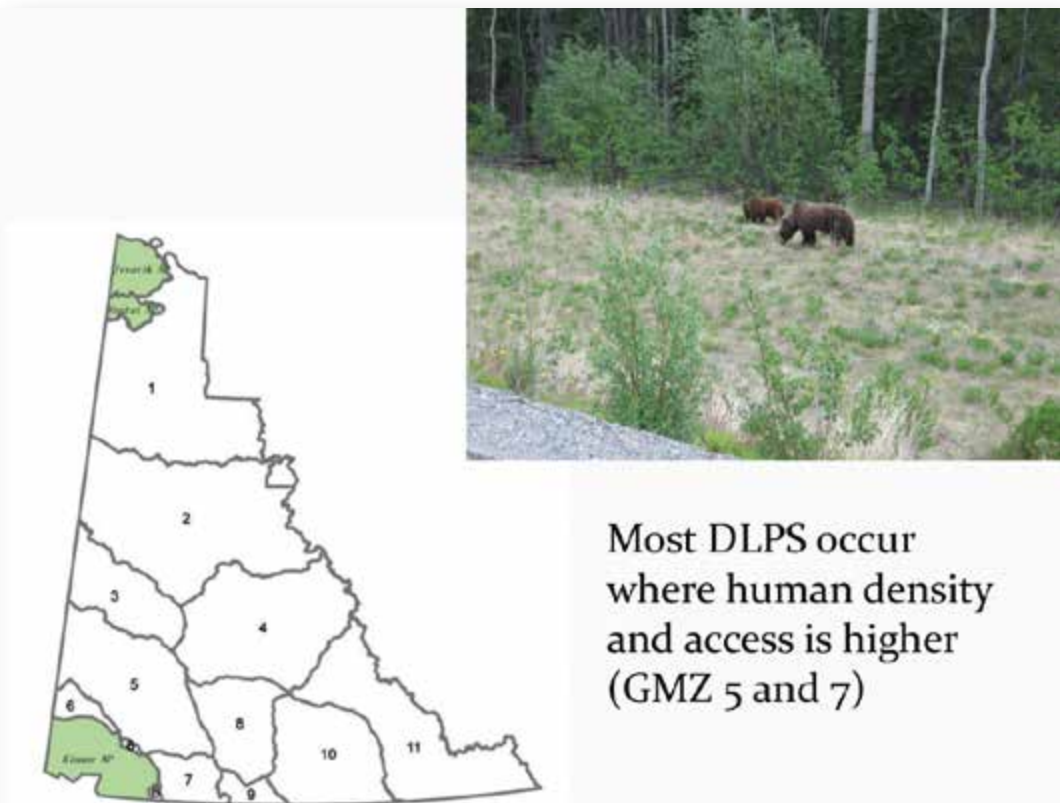 1
2
3
4
5
6
8
10
11
7
9
Most DLPS occur
where human density
and access is higher
(GMZ 5 and 7)